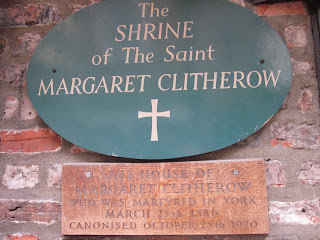 The
SHRINE
of The Saint
MARGARET CLITHEROW
THE HOUSE OF
MARGARET CLITHEROW
WHO WAS MARTYRED IN YORK
MARCH 25th 1586
CANONISED OCTOBER 25th 1970